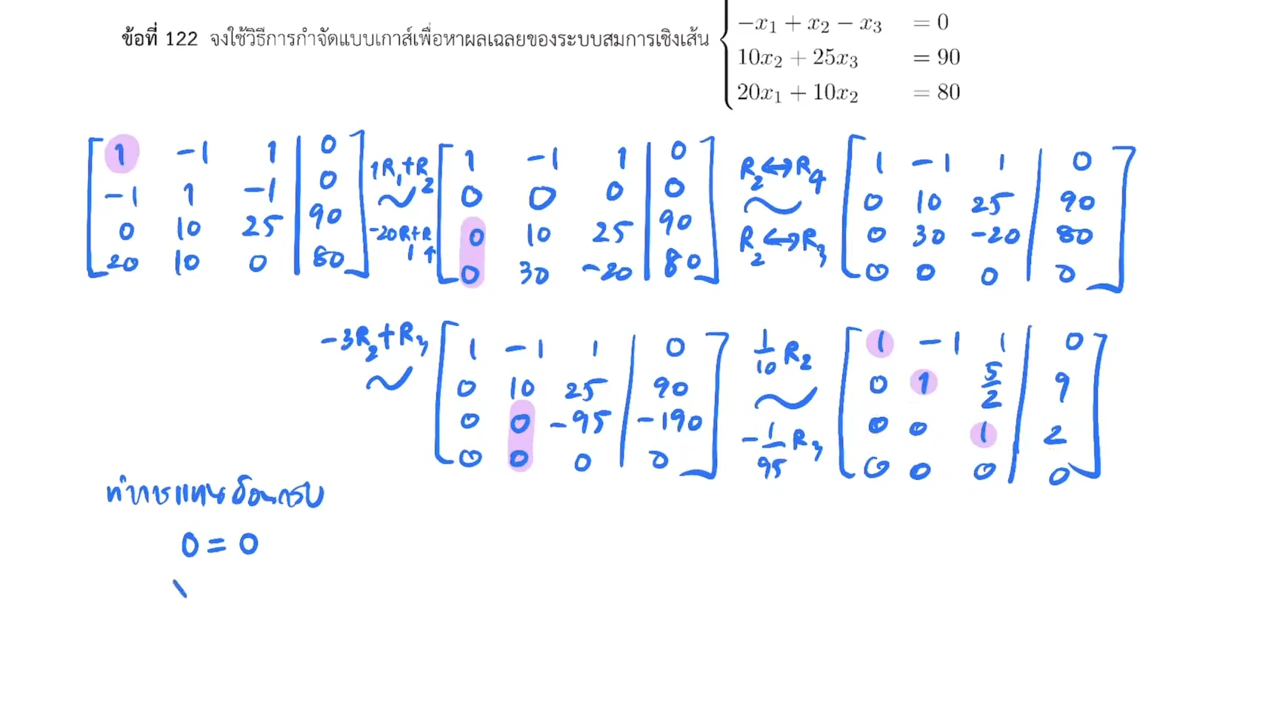 −x₁ + x₂ − x₃ = 0
ข้อที่ 122 จงใช้วิธีการกำจัดแบบเกาส์เพื่อหาผลเฉลยของระบบสมการเชิงเส้น
10x₂ + 25x₃ = 90
20x₁ + 10x₂ = 80
1 -1 1 | 0
-1 1 -1 | 0
0 10 25 | 90
20 10 0 | 80
1R₁+R₂
~
-20R₁+R₄
1 -1 1 | 0
0 0 0 | 0
0 10 25 | 90
0 30 -20 | 80
R₂↔R₄
~
R₂↔R₃
1 -1 1 | 0
0 10 25 | 90
0 30 -20 | 80
0 0 0 | 0
-3R₂+R₃
~
1 -1 1 | 0
0 10 25 | 90
0 0 -95 | -190
0 0 0 | 0
1/10 R₂
~
-1/95 R₃
1 -1 1 | 0
0 1 5/2 | 9
0 0 1 | 2
0 0 0 | 0
ทำการแทนย้อนกลับ
0 = 0